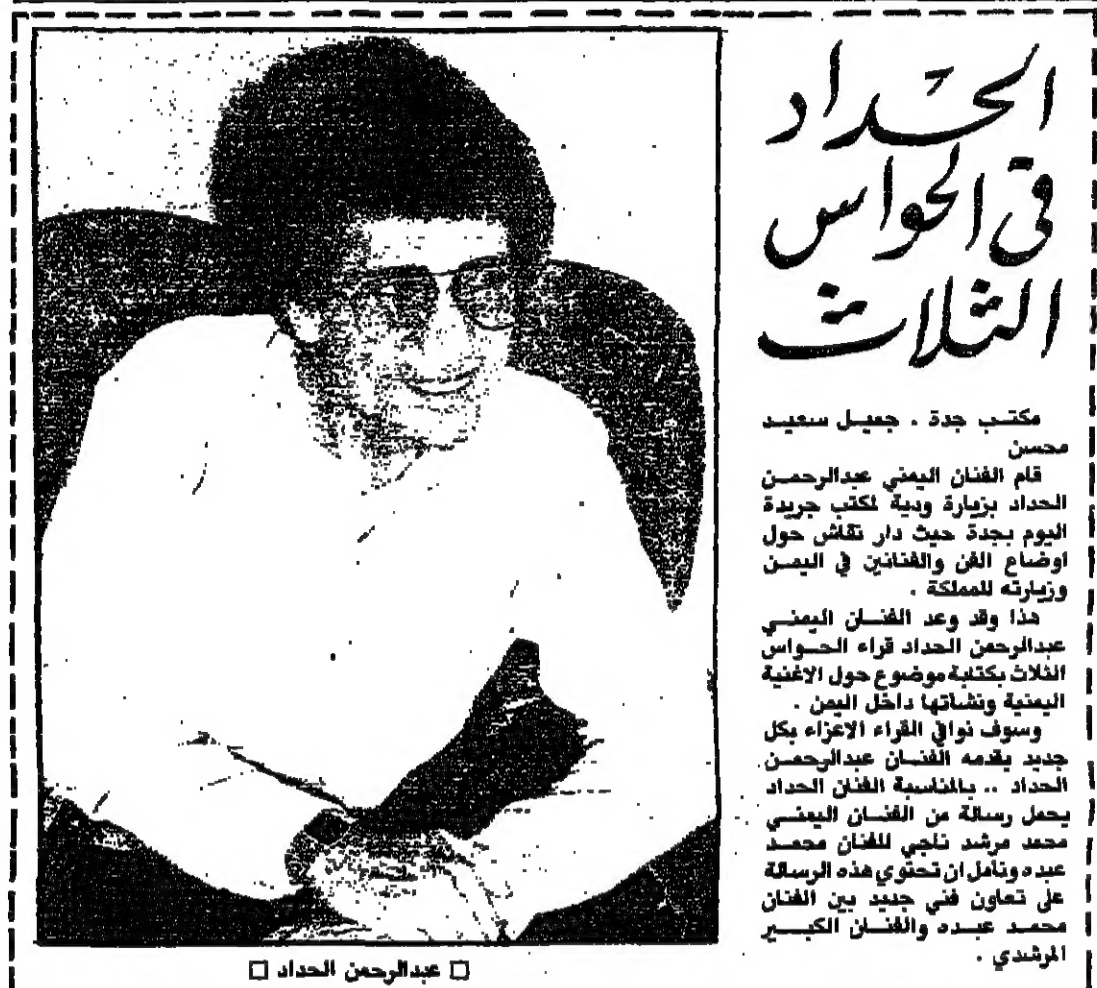 الحداد
في الحواس
الثلاث
مكتب جدة . جميل سعيد
محسن
قام الفنان اليمني عبدالرحمن
الحداد بزيارة ودية لمكتب جريدة
اليوم بجدة حيث دار نقاش حول
اوضاع الفن والفنانين في اليمن
وزيارته للمملكة .
هذا وقد وعد الفنان اليمني
عبدالرحمن الحداد قراء الحواس
الثلاث بكتابة موضوع حول الاغنية
اليمنية ونشأتها داخل اليمن .
وسوف نوافي القراء الاعزاء بكل
جديد يقدمه الفنان عبدالرحمن
الحداد .. بالمناسبة الفنان الحداد
يحمل رسالة من الفنان اليمني
محمد مرشد ناجي للفنان محمد
عبده ونأمل ان تحتوي هذه الرسالة
على تعاون فني جديد بين الفنان
محمد عبده والفنان الكبير
المرشدي .
□ عبدالرحمن الحداد □